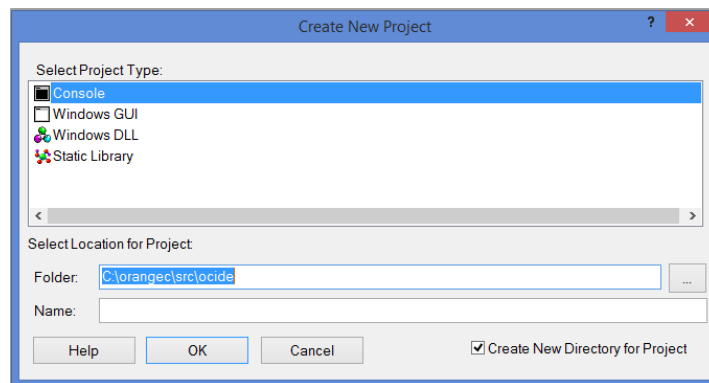 Create New Project
?
Select Project Type:
Console
Windows GUI
Windows DLL
Static Library
Select Location for Project:
Folder: C:\orangec\src\ocide ...
Name:
Help OK Cancel Create New Directory for Project